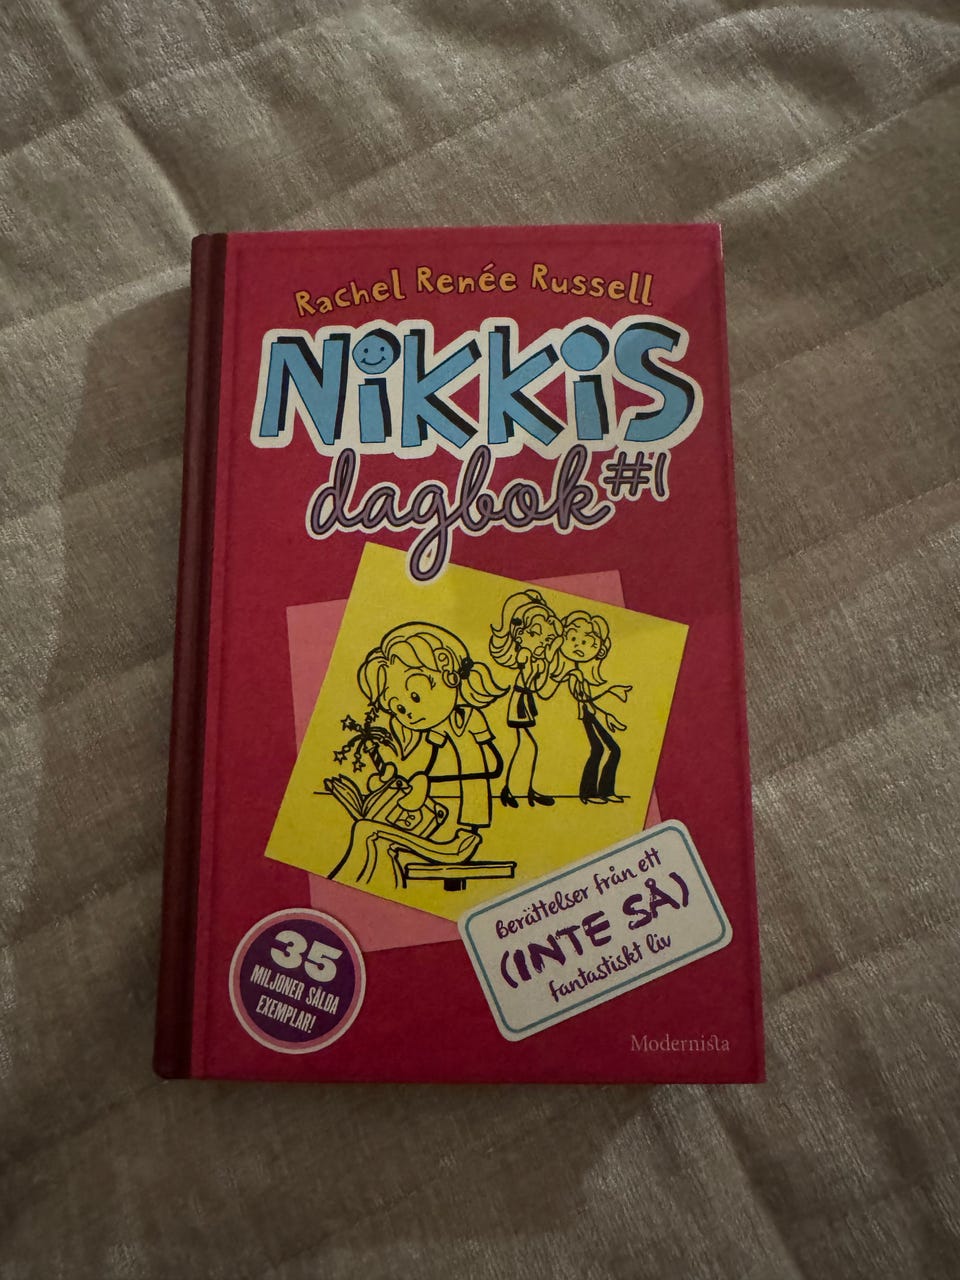 Rachel Renée Russell
NiKKiS
dagbok #1
Berättelser från ett
(INTE SÅ)
fantastiskt liv
35
MILJONER SÅLDA
EXEMPLAR!
Modernista